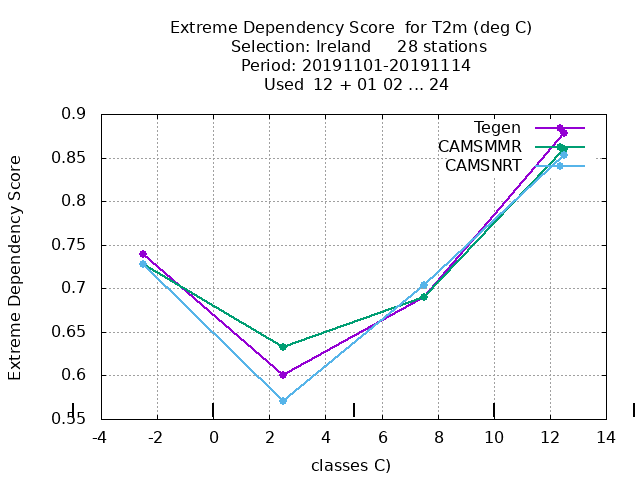 Extreme Dependency Score  for T2m (deg C)
Selection: Ireland     28 stations
Period: 20191101-20191114
Used  12 + 01 02 ... 24
Extreme Dependency Score
0.9
0.85
0.8
0.75
0.7
0.65
0.6
0.55
Tegen
CAMSMMR
CAMSNRT
-4 -2 0 2 4 6 8 10 12 14
classes C)